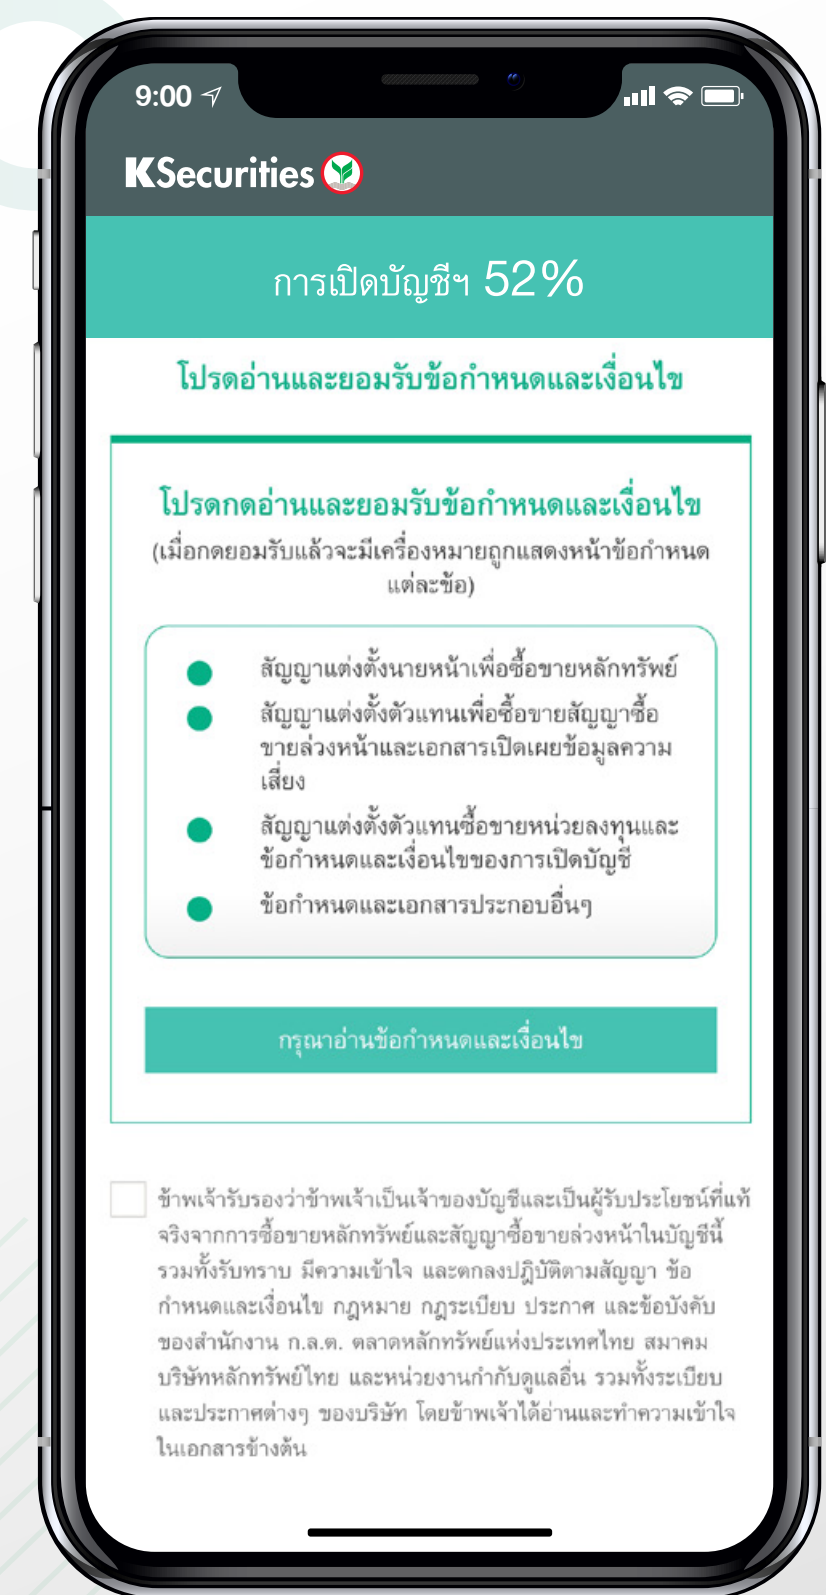 9:00
KSecurities
การเปิดบัญชีฯ 52%
โปรดอ่านและยอมรับข้อกำหนดและเงื่อนไข
โปรดกดอ่านและยอมรับข้อกำหนดและเงื่อนไข
(เมื่อกดยอมรับแล้วจะมีเครื่องหมายถูกแสดงหน้าข้อกำหนด
แต่ละข้อ)
สัญญาแต่งตั้งนายหน้าเพื่อซื้อขายหลักทรัพย์
สัญญาแต่งตั้งตัวแทนเพื่อซื้อขายสัญญาซื้อ
ขายล่วงหน้าและเอกสารเปิดเผยข้อมูลความ
เสี่ยง
สัญญาแต่งตั้งตัวแทนซื้อขายหน่วยลงทุนและ
ข้อกำหนดและเงื่อนไขของการเปิดบัญชี
ข้อกำหนดและเอกสารประกอบอื่นๆ
กรุณาอ่านข้อกำหนดและเงื่อนไข
ข้าพเจ้ารับรองว่าข้าพเจ้าเป็นเจ้าของบัญชีและเป็นผู้รับประโยชน์ที่แท้
จริงจากการซื้อขายหลักทรัพย์และสัญญาซื้อขายล่วงหน้าในบัญชีนี้
รวมทั้งรับทราบ มีความเข้าใจ และตกลงปฏิบัติตามสัญญา ข้อ
กำหนดและเงื่อนไข กฎหมาย กฎระเบียบ ประกาศ และข้อบังคับ
ของสำนักงาน ก.ล.ต. ตลาดหลักทรัพย์แห่งประเทศไทย สมาคม
บริษัทหลักทรัพย์ไทย และหน่วยงานกำกับดูแลอื่น รวมทั้งระเบียบ
และประกาศต่างๆ ของบริษัท โดยข้าพเจ้าได้อ่านและทำความเข้าใจ
ในเอกสารข้างต้น